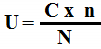 U = C x n
N